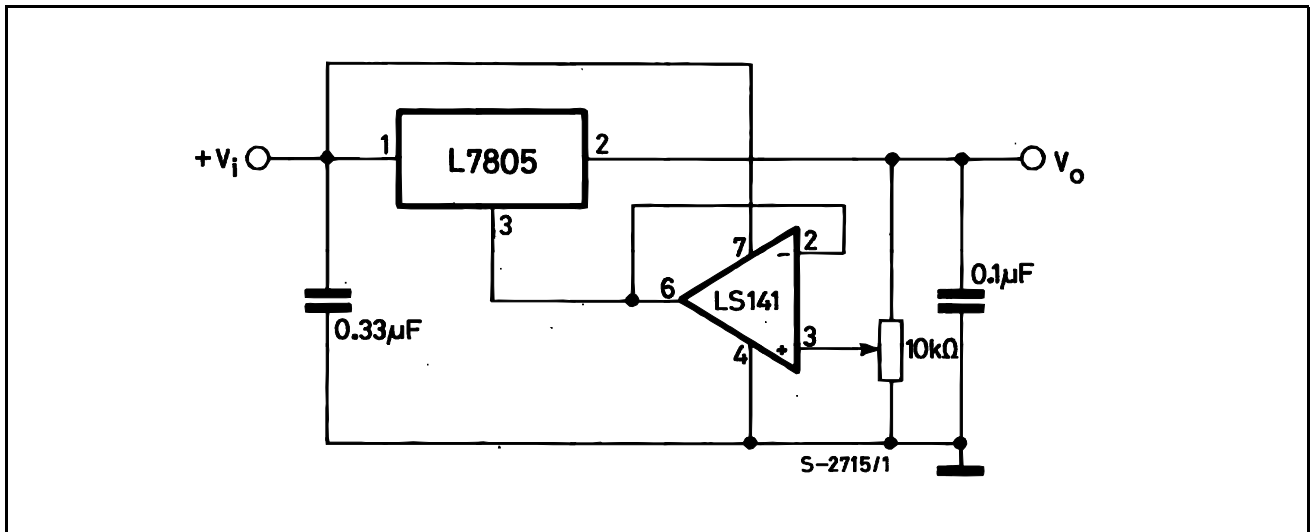 +Vi
1
L7805
2
Vo
3
7
2
-
6
LS141
0.1µF
0.33µF
4
+
3
10kΩ
S-2715/1